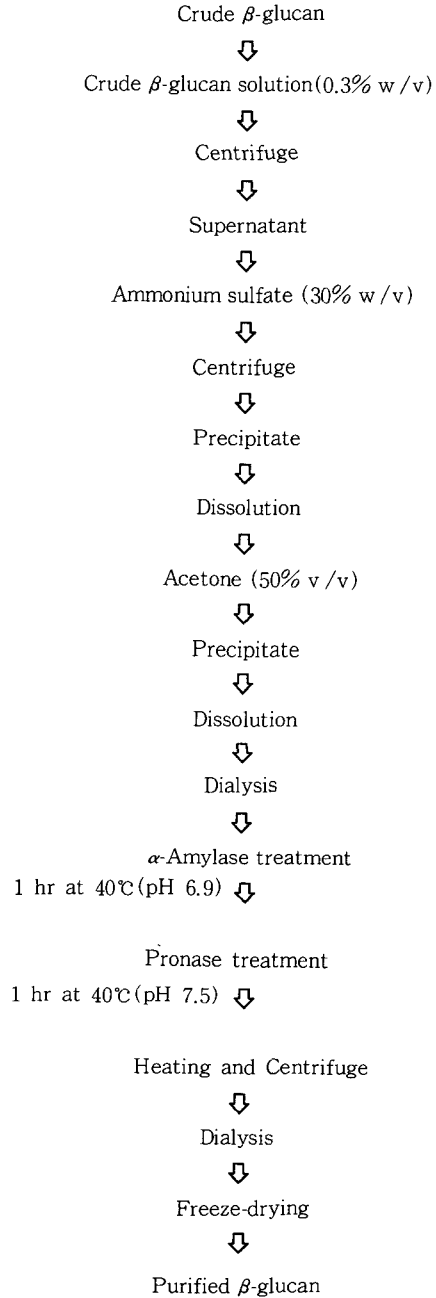 Crude β-glucan
Crude β-glucan solution(0.3% w/v)
Centrifuge
Supernatant
Ammonium sulfate (30% w/v)
Centrifuge
Precipitate
Dissolution
Acetone (50% v/v)
Precipitate
Dissolution
Dialysis
α-Amylase treatment
1 hr at 40℃(pH 6.9)
Pronase treatment
1 hr at 40℃(pH 7.5)
Heating and Centrifuge
Dialysis
Freeze-drying
Purified β-glucan